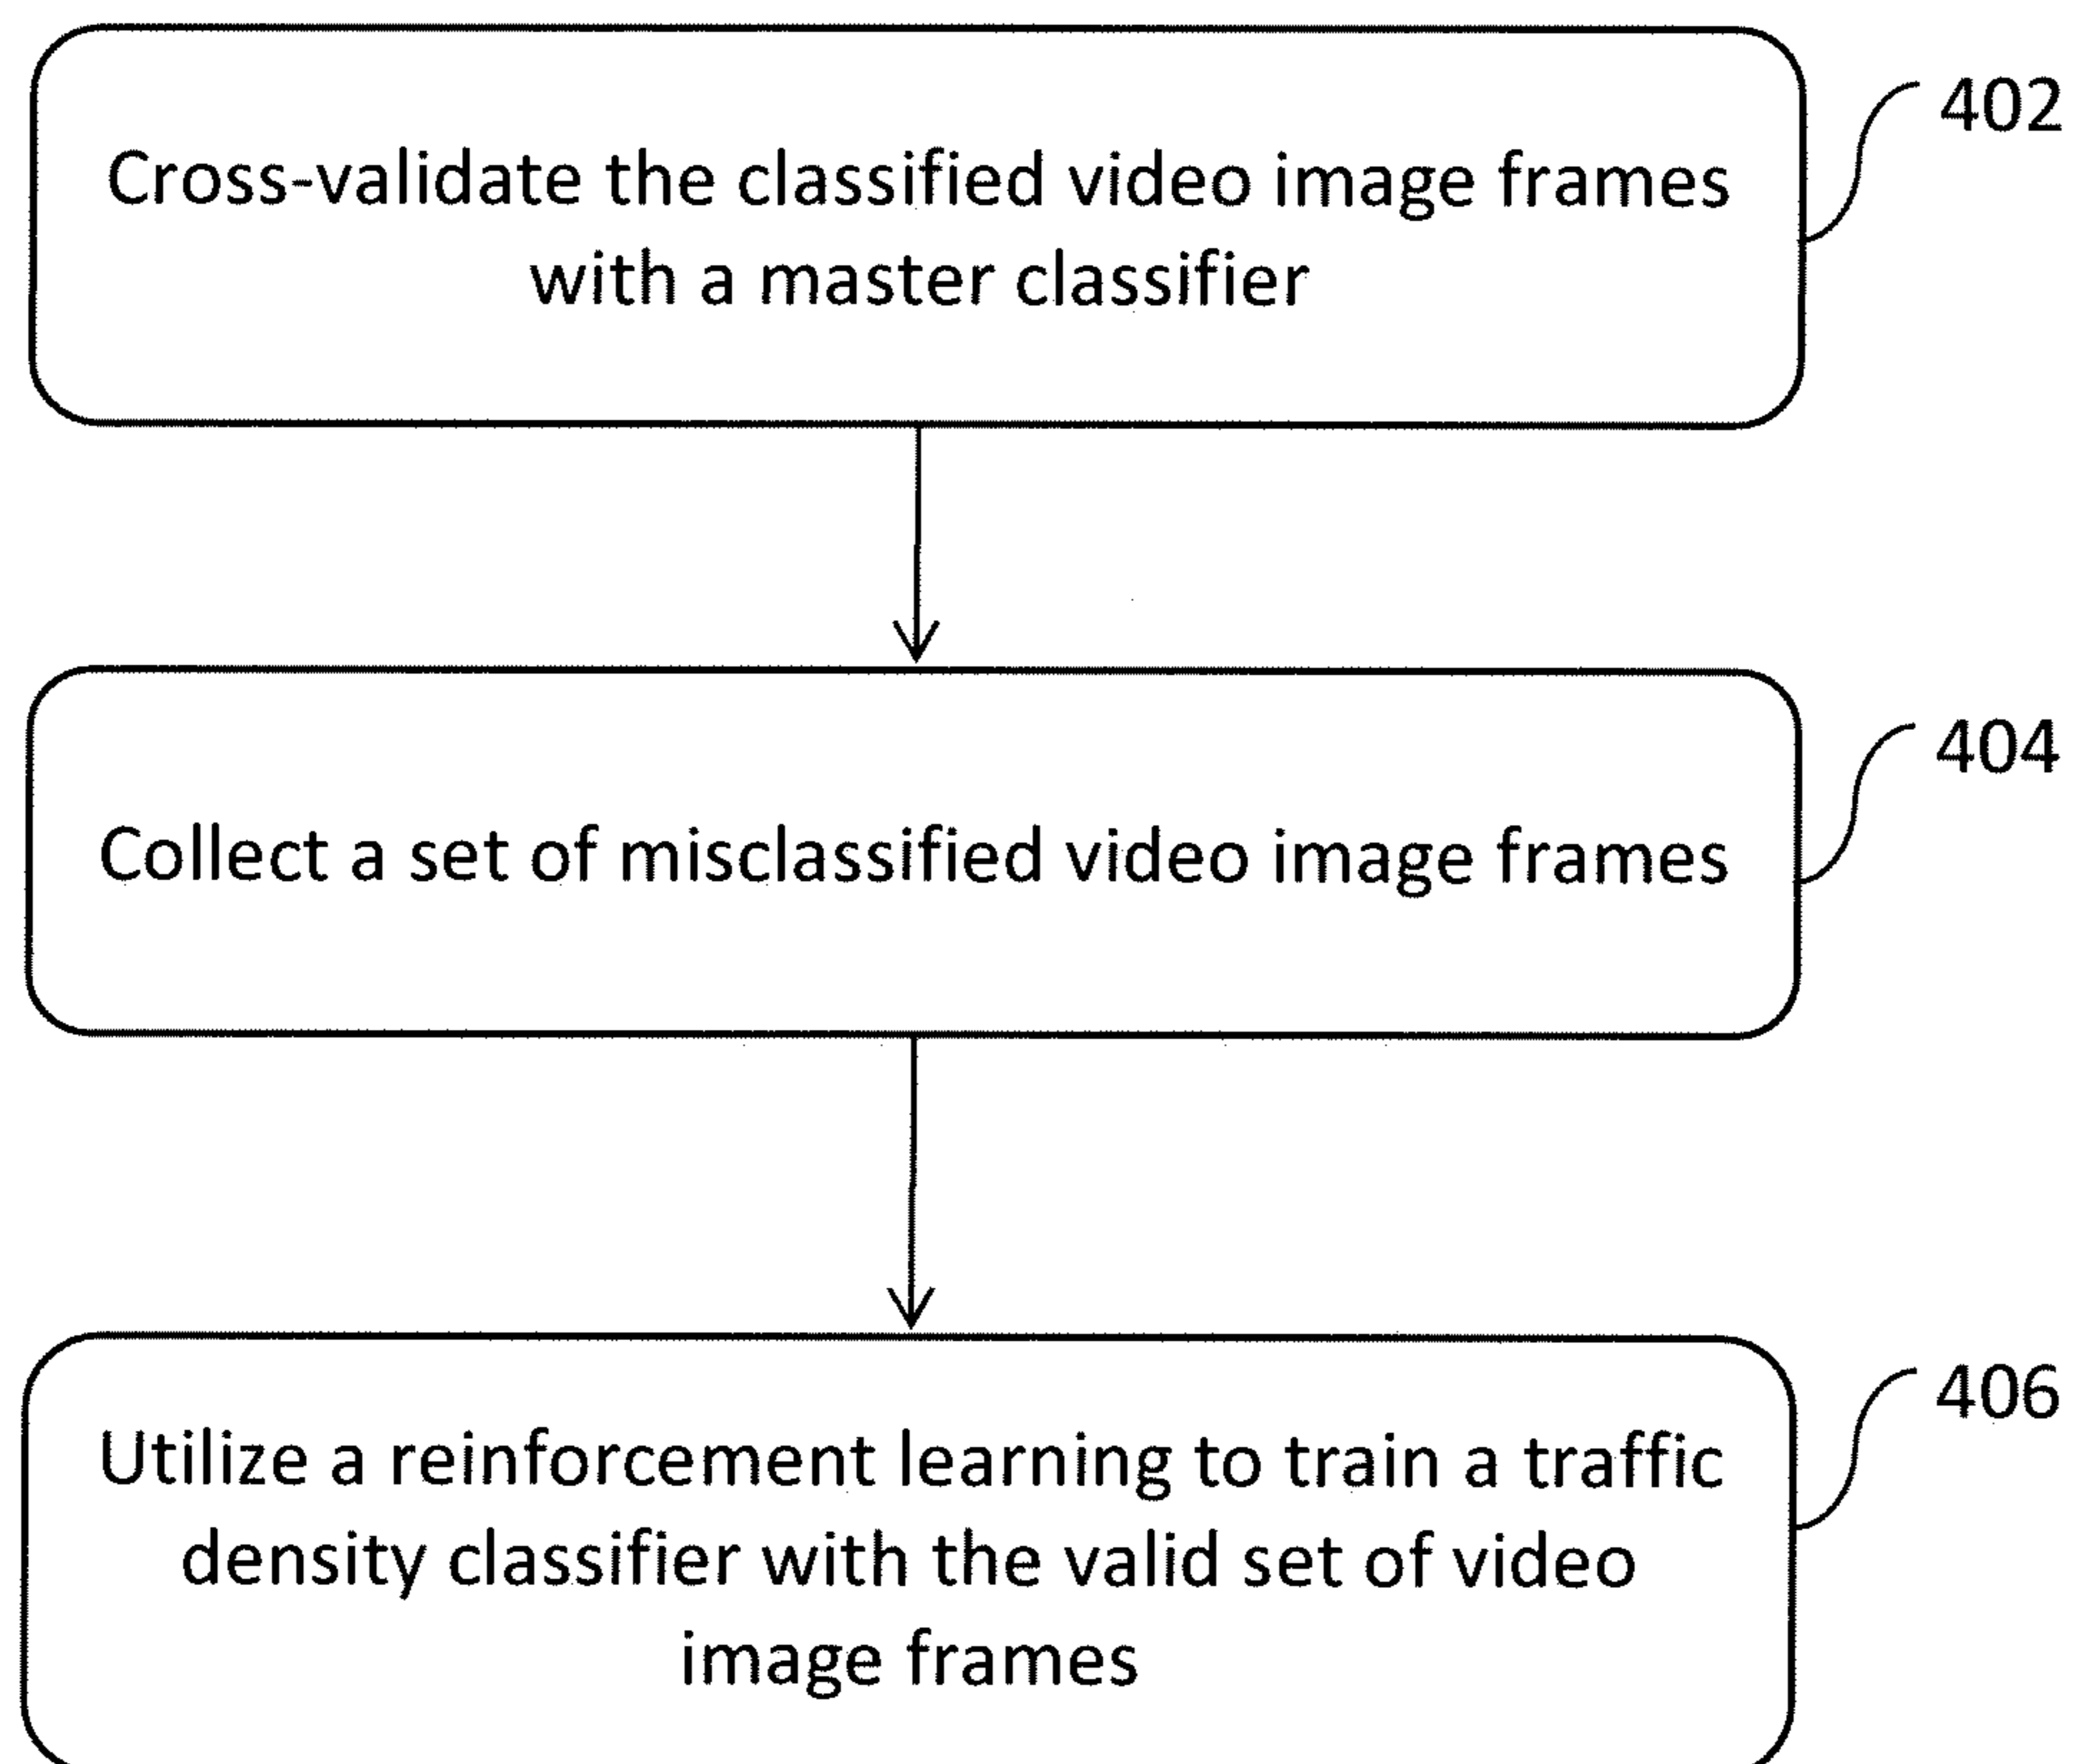 Cross-validate the classified video image frames
with a master classifier
402
Collect a set of misclassified video image frames
404
Utilize a reinforcement learning to train a traffic
density classifier with the valid set of video
image frames
406